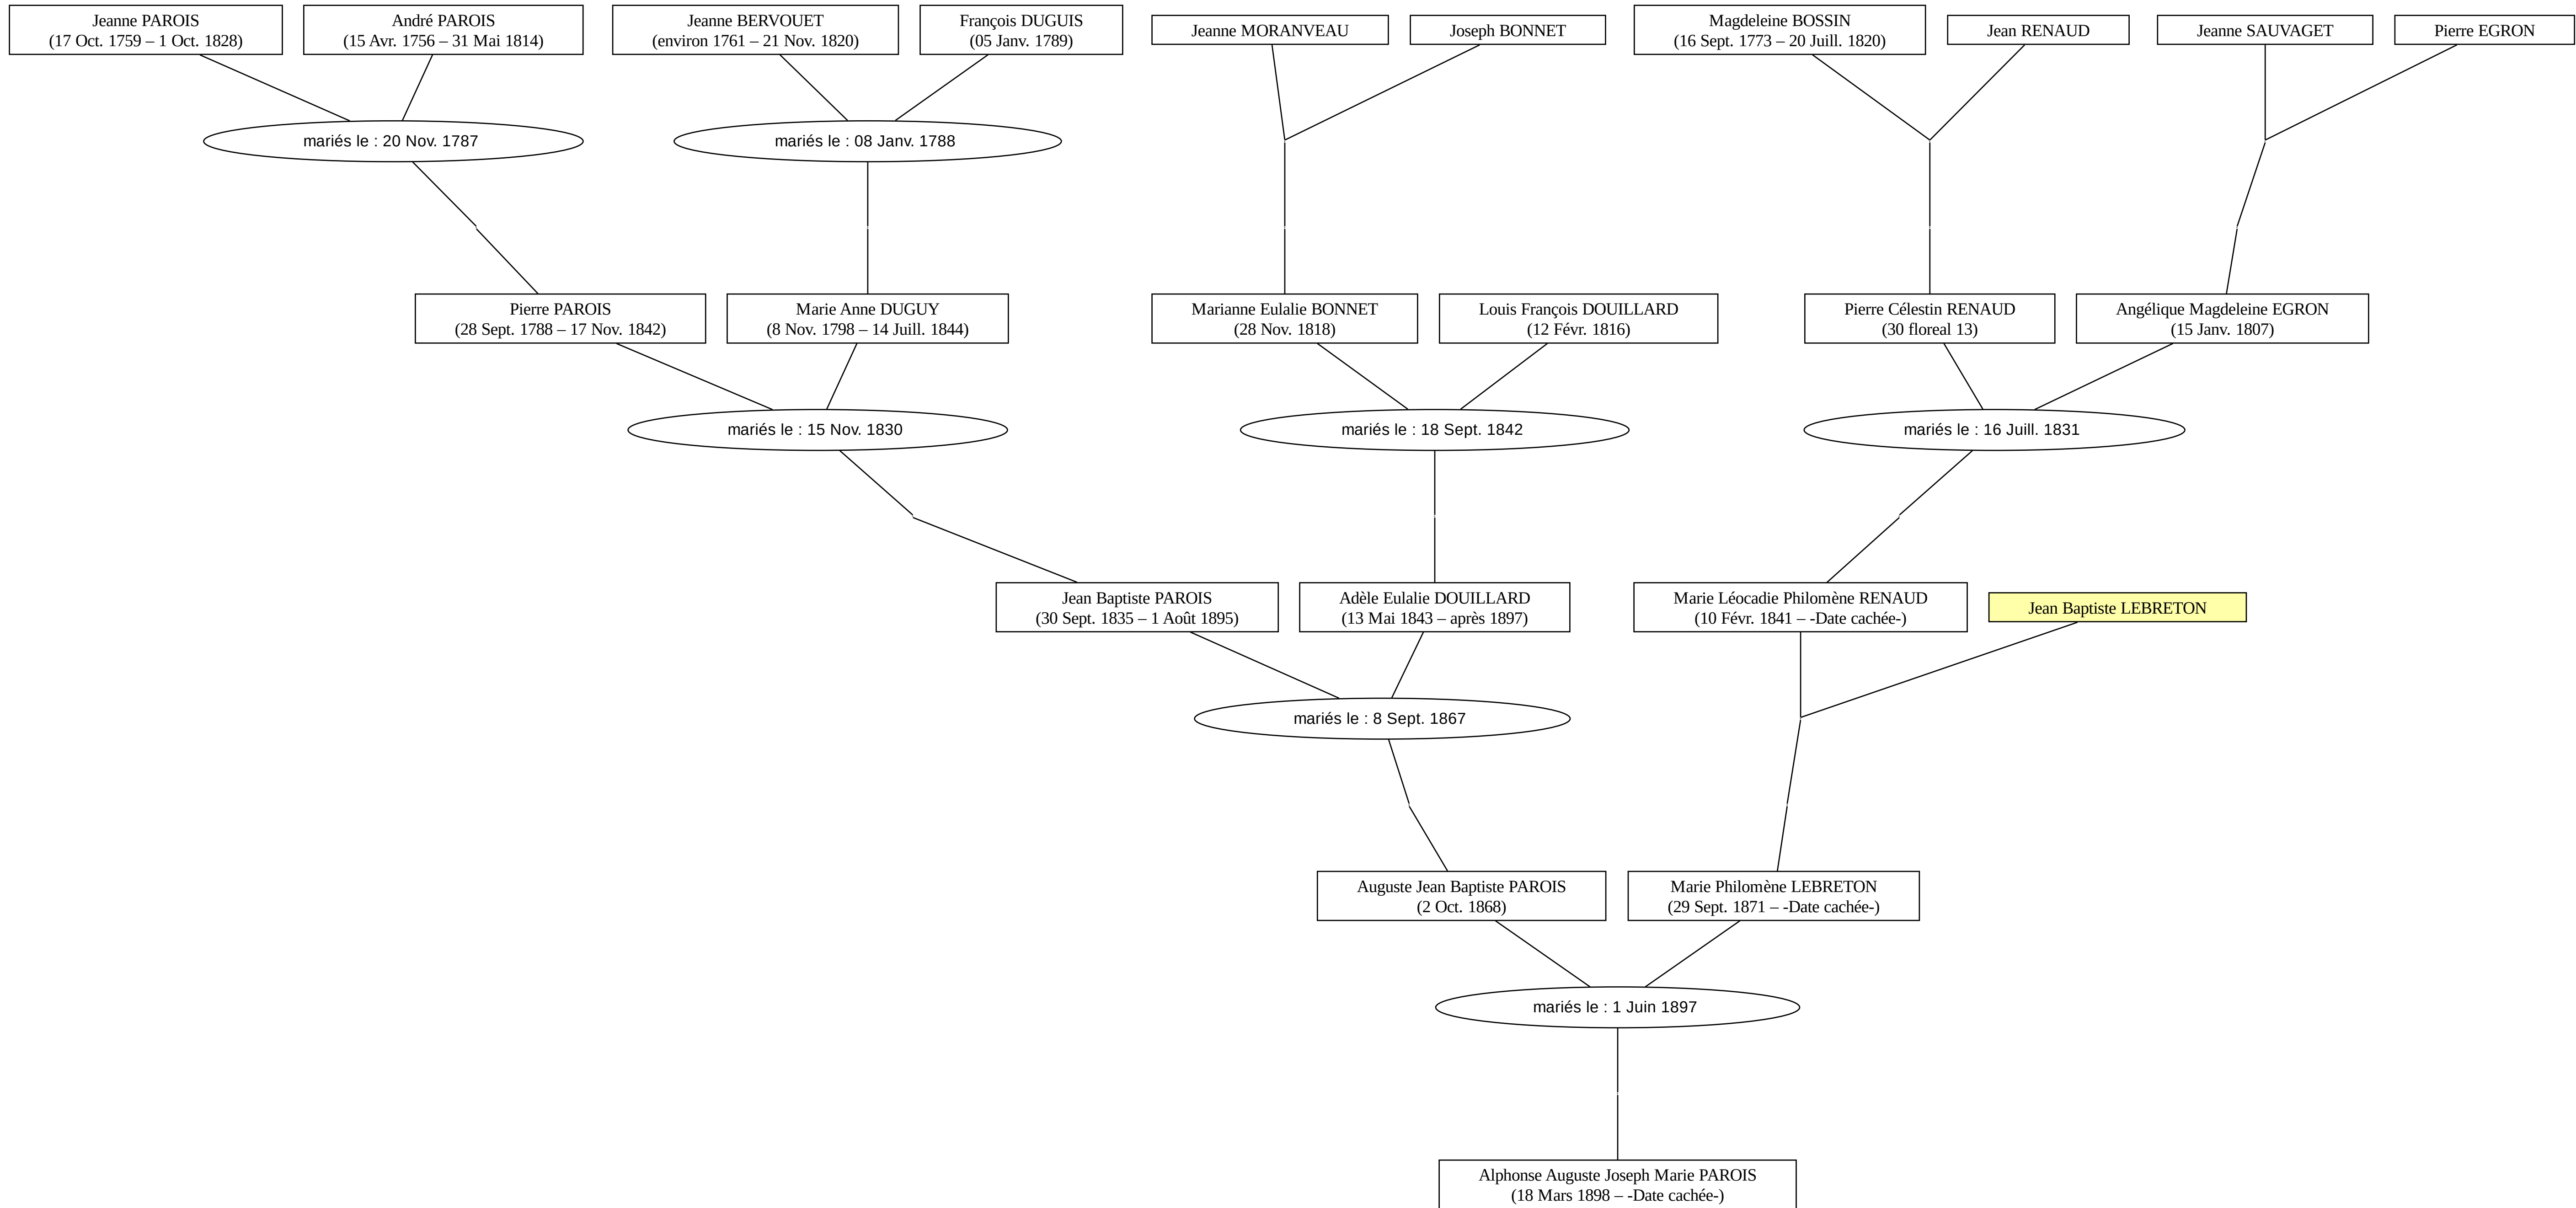 Jeanne PAROIS
(17 Oct. 1759 – 1 Oct. 1828)
André PAROIS
(15 Avr. 1756 – 31 Mai 1814)
Jeanne BERVOUET
(environ 1761 – 21 Nov. 1820)
François DUGUIS
(05 Janv. 1789)
Jeanne MORANVEAU
Joseph BONNET
Magdeleine BOSSIN
(16 Sept. 1773 – 20 Juill. 1820)
Jean RENAUD
Jeanne SAUVAGET
Pierre EGRON
mariés le : 20 Nov. 1787
mariés le : 08 Janv. 1788
Pierre PAROIS
(28 Sept. 1788 – 17 Nov. 1842)
Marie Anne DUGUY
(8 Nov. 1798 – 14 Juill. 1844)
Marianne Eulalie BONNET
(28 Nov. 1818)
Louis François DOUILLARD
(12 Févr. 1816)
Pierre Célestin RENAUD
(30 floreal 13)
Angélique Magdeleine EGRON
(15 Janv. 1807)
mariés le : 15 Nov. 1830
mariés le : 18 Sept. 1842
mariés le : 16 Juill. 1831
Jean Baptiste PAROIS
(30 Sept. 1835 – 1 Août 1895)
Adèle Eulalie DOUILLARD
(13 Mai 1843 – après 1897)
Marie Léocadie Philomène RENAUD
(10 Févr. 1841 – -Date cachée-)
Jean Baptiste LEBRETON
mariés le : 8 Sept. 1867
Auguste Jean Baptiste PAROIS
(2 Oct. 1868)
Marie Philomène LEBRETON
(29 Sept. 1871 – -Date cachée-)
mariés le : 1 Juin 1897
Alphonse Auguste Joseph Marie PAROIS
(18 Mars 1898 – -Date cachée-)